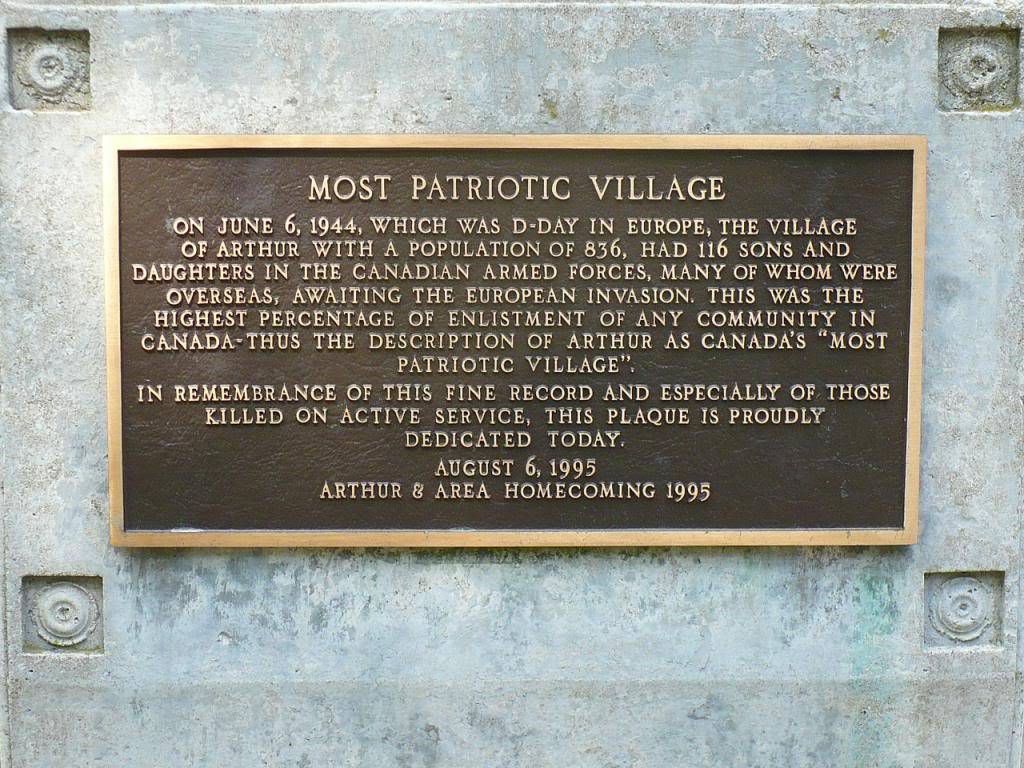 MOST PATRIOTIC VILLAGE
ON JUNE 6, 1944, WHICH WAS D-DAY IN EUROPE, THE VILLAGE
OF ARTHUR WITH A POPULATION OF 836, HAD 116 SONS AND
DAUGHTERS IN THE CANADIAN ARMED FORCES, MANY OF WHOM WERE
OVERSEAS, AWAITING THE EUROPEAN INVASION. THIS WAS THE
HIGHEST PERCENTAGE OF ENLISTMENT OF ANY COMMUNITY IN
CANADA-THUS THE DESCRIPTION OF ARTHUR AS CANADA'S "MOST
PATRIOTIC VILLAGE".
IN REMEMBRANCE OF THIS FINE RECORD AND ESPECIALLY OF THOSE
KILLED ON ACTIVE SERVICE, THIS PLAQUE IS PROUDLY
DEDICATED TODAY.
AUGUST 6, 1995
ARTHUR & AREA HOMECOMING 1995